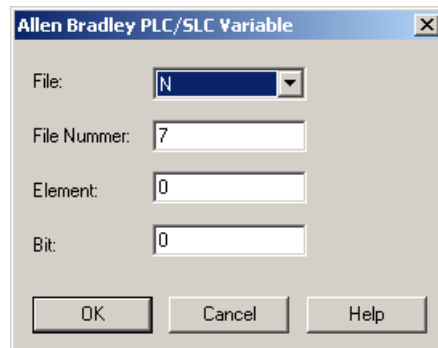 Allen Bradley PLC/SLC Variable
File: N
File Nummer: 7
Element: 0
Bit: 0
OK Cancel Help